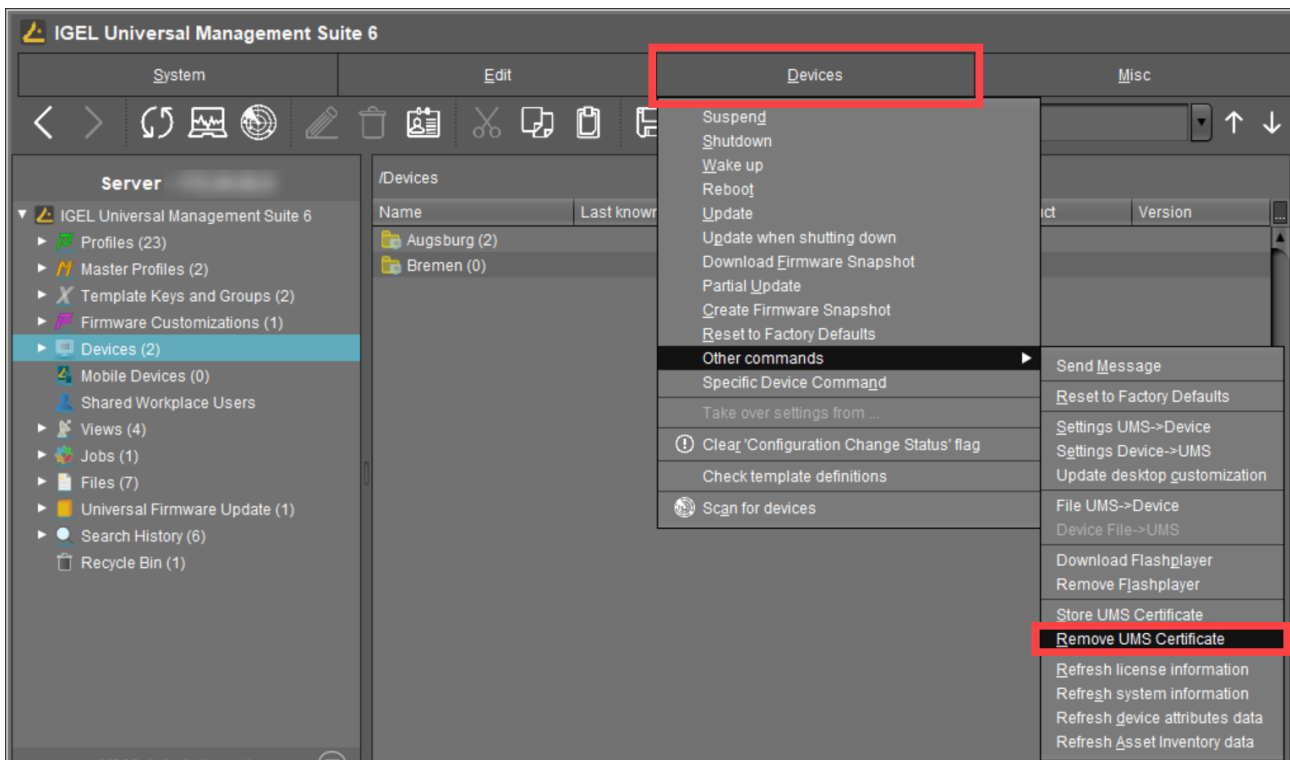 IGEL Universal Management Suite 6
System Edit Devices Misc
Server
IGEL Universal Management Suite 6
Profiles (23)
Master Profiles (2)
Template Keys and Groups (2)
Firmware Customizations (1)
Devices (2)
Mobile Devices (0)
Shared Workplace Users
Views (4)
Jobs (1)
Files (7)
Universal Firmware Update (1)
Search History (6)
Recycle Bin (1)
/Devices
Name Last know Version ...
Augsburg (2)
Bremen (0)
Suspend
Shutdown
Wake up
Reboot
Update
Update when shutting down
Download Firmware Snapshot
Partial Update
Create Firmware Snapshot
Reset to Factory Defaults
Other commands
Specific Device Command
Take over settings from ...
Clear 'Configuration Change Status' flag
Check template definitions
Scan for devices
Send Message
Reset to Factory Defaults
Settings UMS->Device
Settings Device->UMS
Update desktop customization
File UMS->Device
Device File->UMS
Download Flashplayer
Remove Flashplayer
Store UMS Certificate
Remove UMS Certificate
Refresh license information
Refresh system information
Refresh device attributes data
Refresh Asset Inventory data